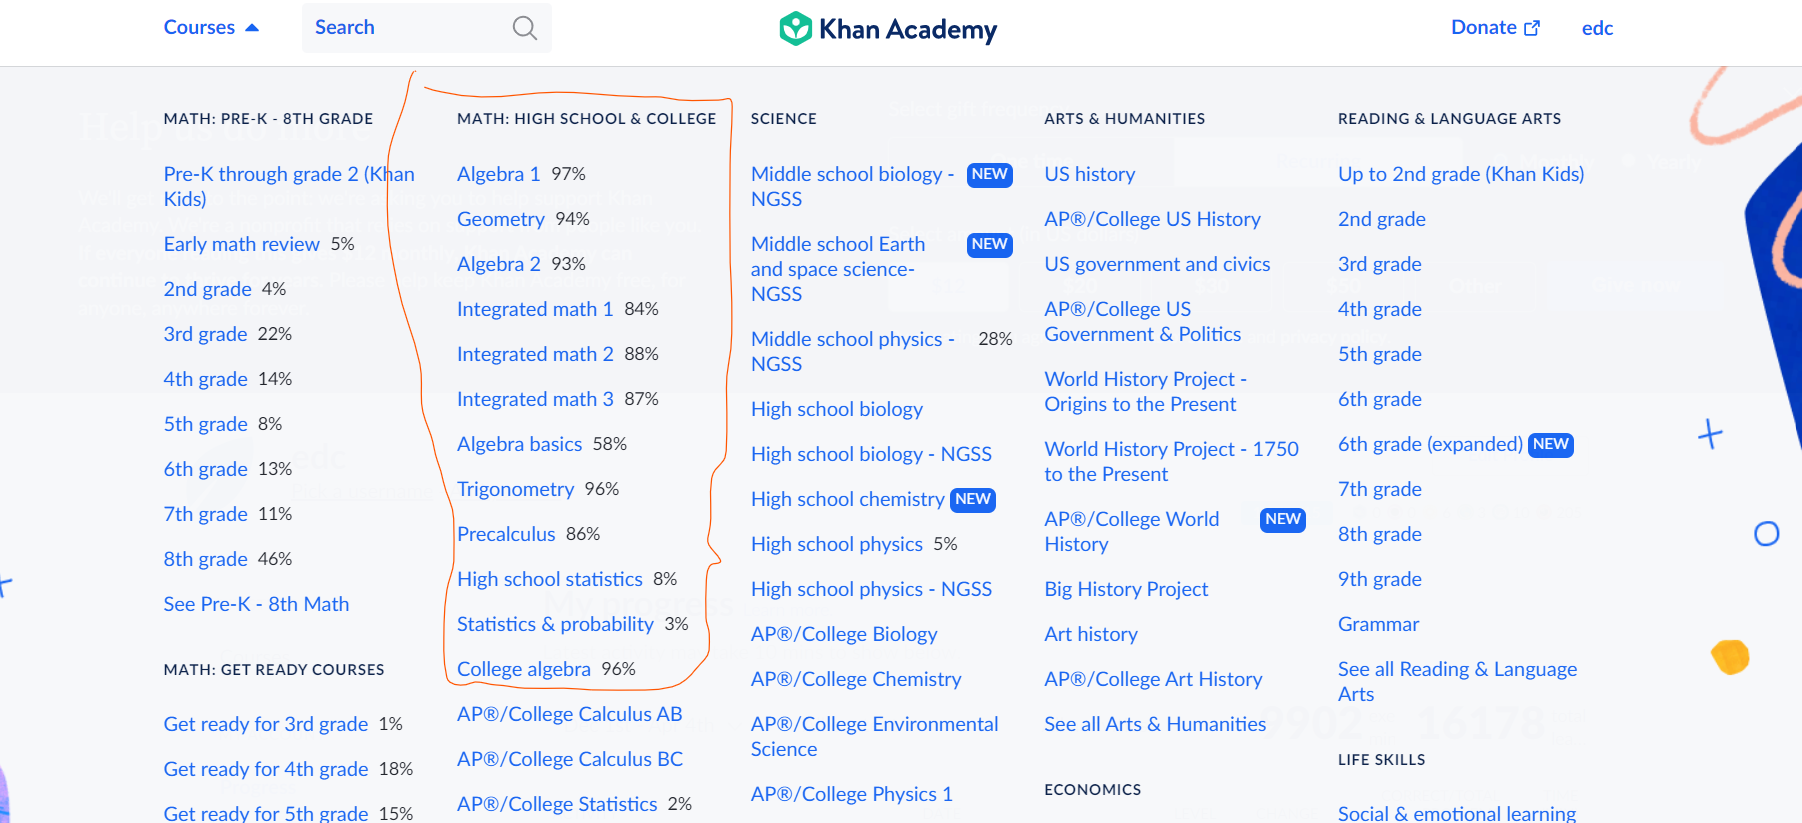 Courses
Search
Khan Academy
Donate
edc
MATH: PRE-K - 8TH GRADE
Pre-K through grade 2 (Khan
Kids)
Early math review 5%
2nd grade 4%
3rd grade 22%
4th grade 14%
5th grade 8%
6th grade 13%
7th grade 11%
8th grade 46%
See Pre-K - 8th Math
MATH: GET READY COURSES
Get ready for 3rd grade 1%
Get ready for 4th grade 18%
Get ready for 5th grade 15%
MATH: HIGH SCHOOL & COLLEGE
Algebra 1 97%
Geometry 94%
Algebra 2 93%
Integrated math 1 84%
Integrated math 2 88%
Integrated math 3 87%
Algebra basics 58%
Trigonometry 96%
Precalculus 86%
High school statistics 8%
Statistics & probability 3%
College algebra 96%
AP®/College Calculus AB
AP®/College Calculus BC
AP®/College Statistics 2%
SCIENCE
Middle school biology - NEW
NGSS
Middle school Earth NEW
and space science-
NGSS
Middle school physics - 28%
NGSS
High school biology
High school biology - NGSS
High school chemistry NEW
High school physics 5%
High school physics - NGSS
AP®/College Biology
AP®/College Chemistry
AP®/College Environmental
Science
AP®/College Physics 1
ARTS & HUMANITIES
US history
AP®/College US History
US government and civics
AP®/College US
Government & Politics
World History Project -
Origins to the Present
World History Project - 1750
to the Present
AP®/College World NEW
History
Big History Project
Art history
AP®/College Art History
See all Arts & Humanities
ECONOMICS
READING & LANGUAGE ARTS
Up to 2nd grade (Khan Kids)
2nd grade
3rd grade
4th grade
5th grade
6th grade
6th grade (expanded) NEW
7th grade
8th grade
9th grade
Grammar
See all Reading & Language
Arts
LIFE SKILLS
Social & emotional learning
edc
My progress
9902
16178